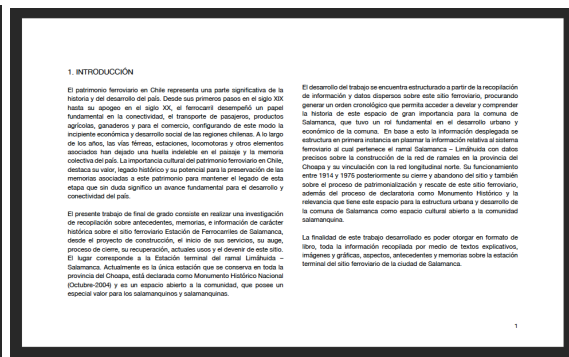 1. INTRODUCCIÓN
El patrimonio ferroviario en Chile representa una parte significativa de la
historia y del desarrollo del país. Desde sus primeros pasos en el siglo XIX
hasta su apogeo en el siglo XX, el ferrocarril desempeñó un papel
fundamental en la conectividad, el transporte de pasajeros, productos
agrícolas, ganaderos y para el comercio, configurando de este modo la
incipiente económica y desarrollo social de las regiones chilenas. A lo largo
de los años, las vías férreas, estaciones, locomotoras y otros elementos
asociados han dejado una huella indeleble en el paisaje y la memoria
colectiva del país. La importancia cultural del patrimonio ferroviario en Chile,
destaca su valor, legado histórico y su potencial para la preservación de las
memorias asociadas a este patrimonio para mantener el legado de esta
etapa que sin duda significo un avance fundamental para el desarrollo y
conectividad del país.
El presente trabajo de final de grado consiste en realizar una investigación
de recopilación sobre antecedentes, memorias, e información de carácter
histórica sobre el sitio ferroviario Estación de Ferrocarriles de Salamanca,
desde el proyecto de construcción, el inicio de sus servicios, su auge,
proceso de cierre, su recuperación, actuales usos y el devenir de este sitio.
El lugar corresponde a la Estación terminal del ramal Limáhuida –
Salamanca. Actualmente es la única estación que se conserva en toda la
provincia del Choapa, está declarada como Monumento Histórico Nacional
(Octubre-2004) y es un espacio abierto a la comunidad, que posee un
especial valor para los salamanquinos y salamanquinas.
El desarrollo del trabajo se encuentra estructurado a partir de la recopilación
de información y datos dispersos sobre este sitio ferroviario, procurando
generar un orden cronológico que permita acceder a develar y comprender
la historia de este espacio de gran importancia para la comuna de
Salamanca, que tuvo un rol fundamental en el desarrollo urbano y
económico de la comuna. En base a esto la información desplegada se
estructura en primera instancia en plasmar la información relativa al sistema
ferroviario al cual pertenece el ramal Salamanca – Limáhuida con datos
precisos sobre la construcción de la red de ramales en la provincia del
Choapa y su vinculación con la red longitudinal norte. Su funcionamiento
entre 1914 y 1975 posteriormente su cierre y abandono del sitio y también
sobre el proceso de patrimonialización y rescate de este sitio ferroviario,
además del proceso de declaratoria como Monumento Histórico y la
relevancia que tiene este espacio para la estructura urbana y desarrollo de
la comuna de Salamanca como espacio cultural abierto a la comunidad
salamanquina.
La finalidad de este trabajo desarrollado es poder otorgar en formato de
libro, toda la información recopilada por medio de textos explicativos,
imágenes y gráficas, aspectos, antecedentes y memorias sobre la estación
terminal del sitio ferroviario de la ciudad de Salamanca.
1